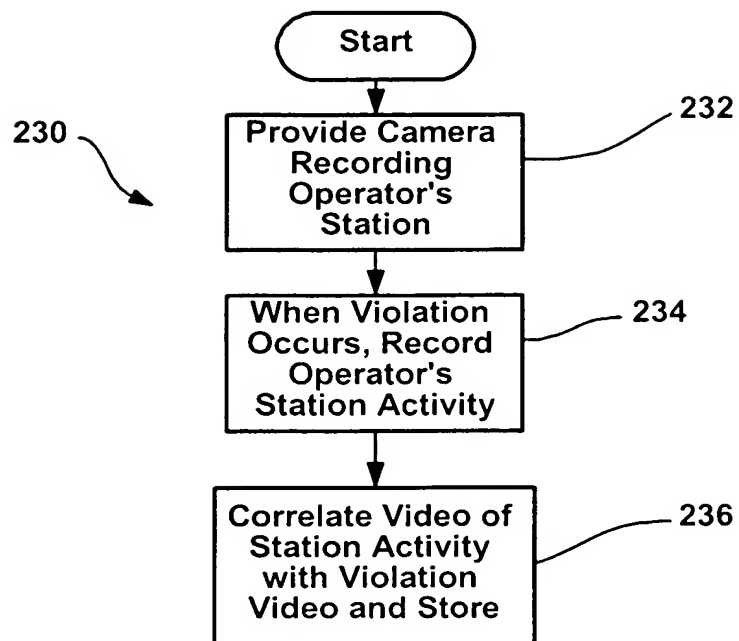 Start
230
232
Provide Camera
Recording
Operator's
Station
When Violation
Occurs, Record
Operator's
Station Activity
234
Correlate Video of
Station Activity
with Violation
Video and Store
236